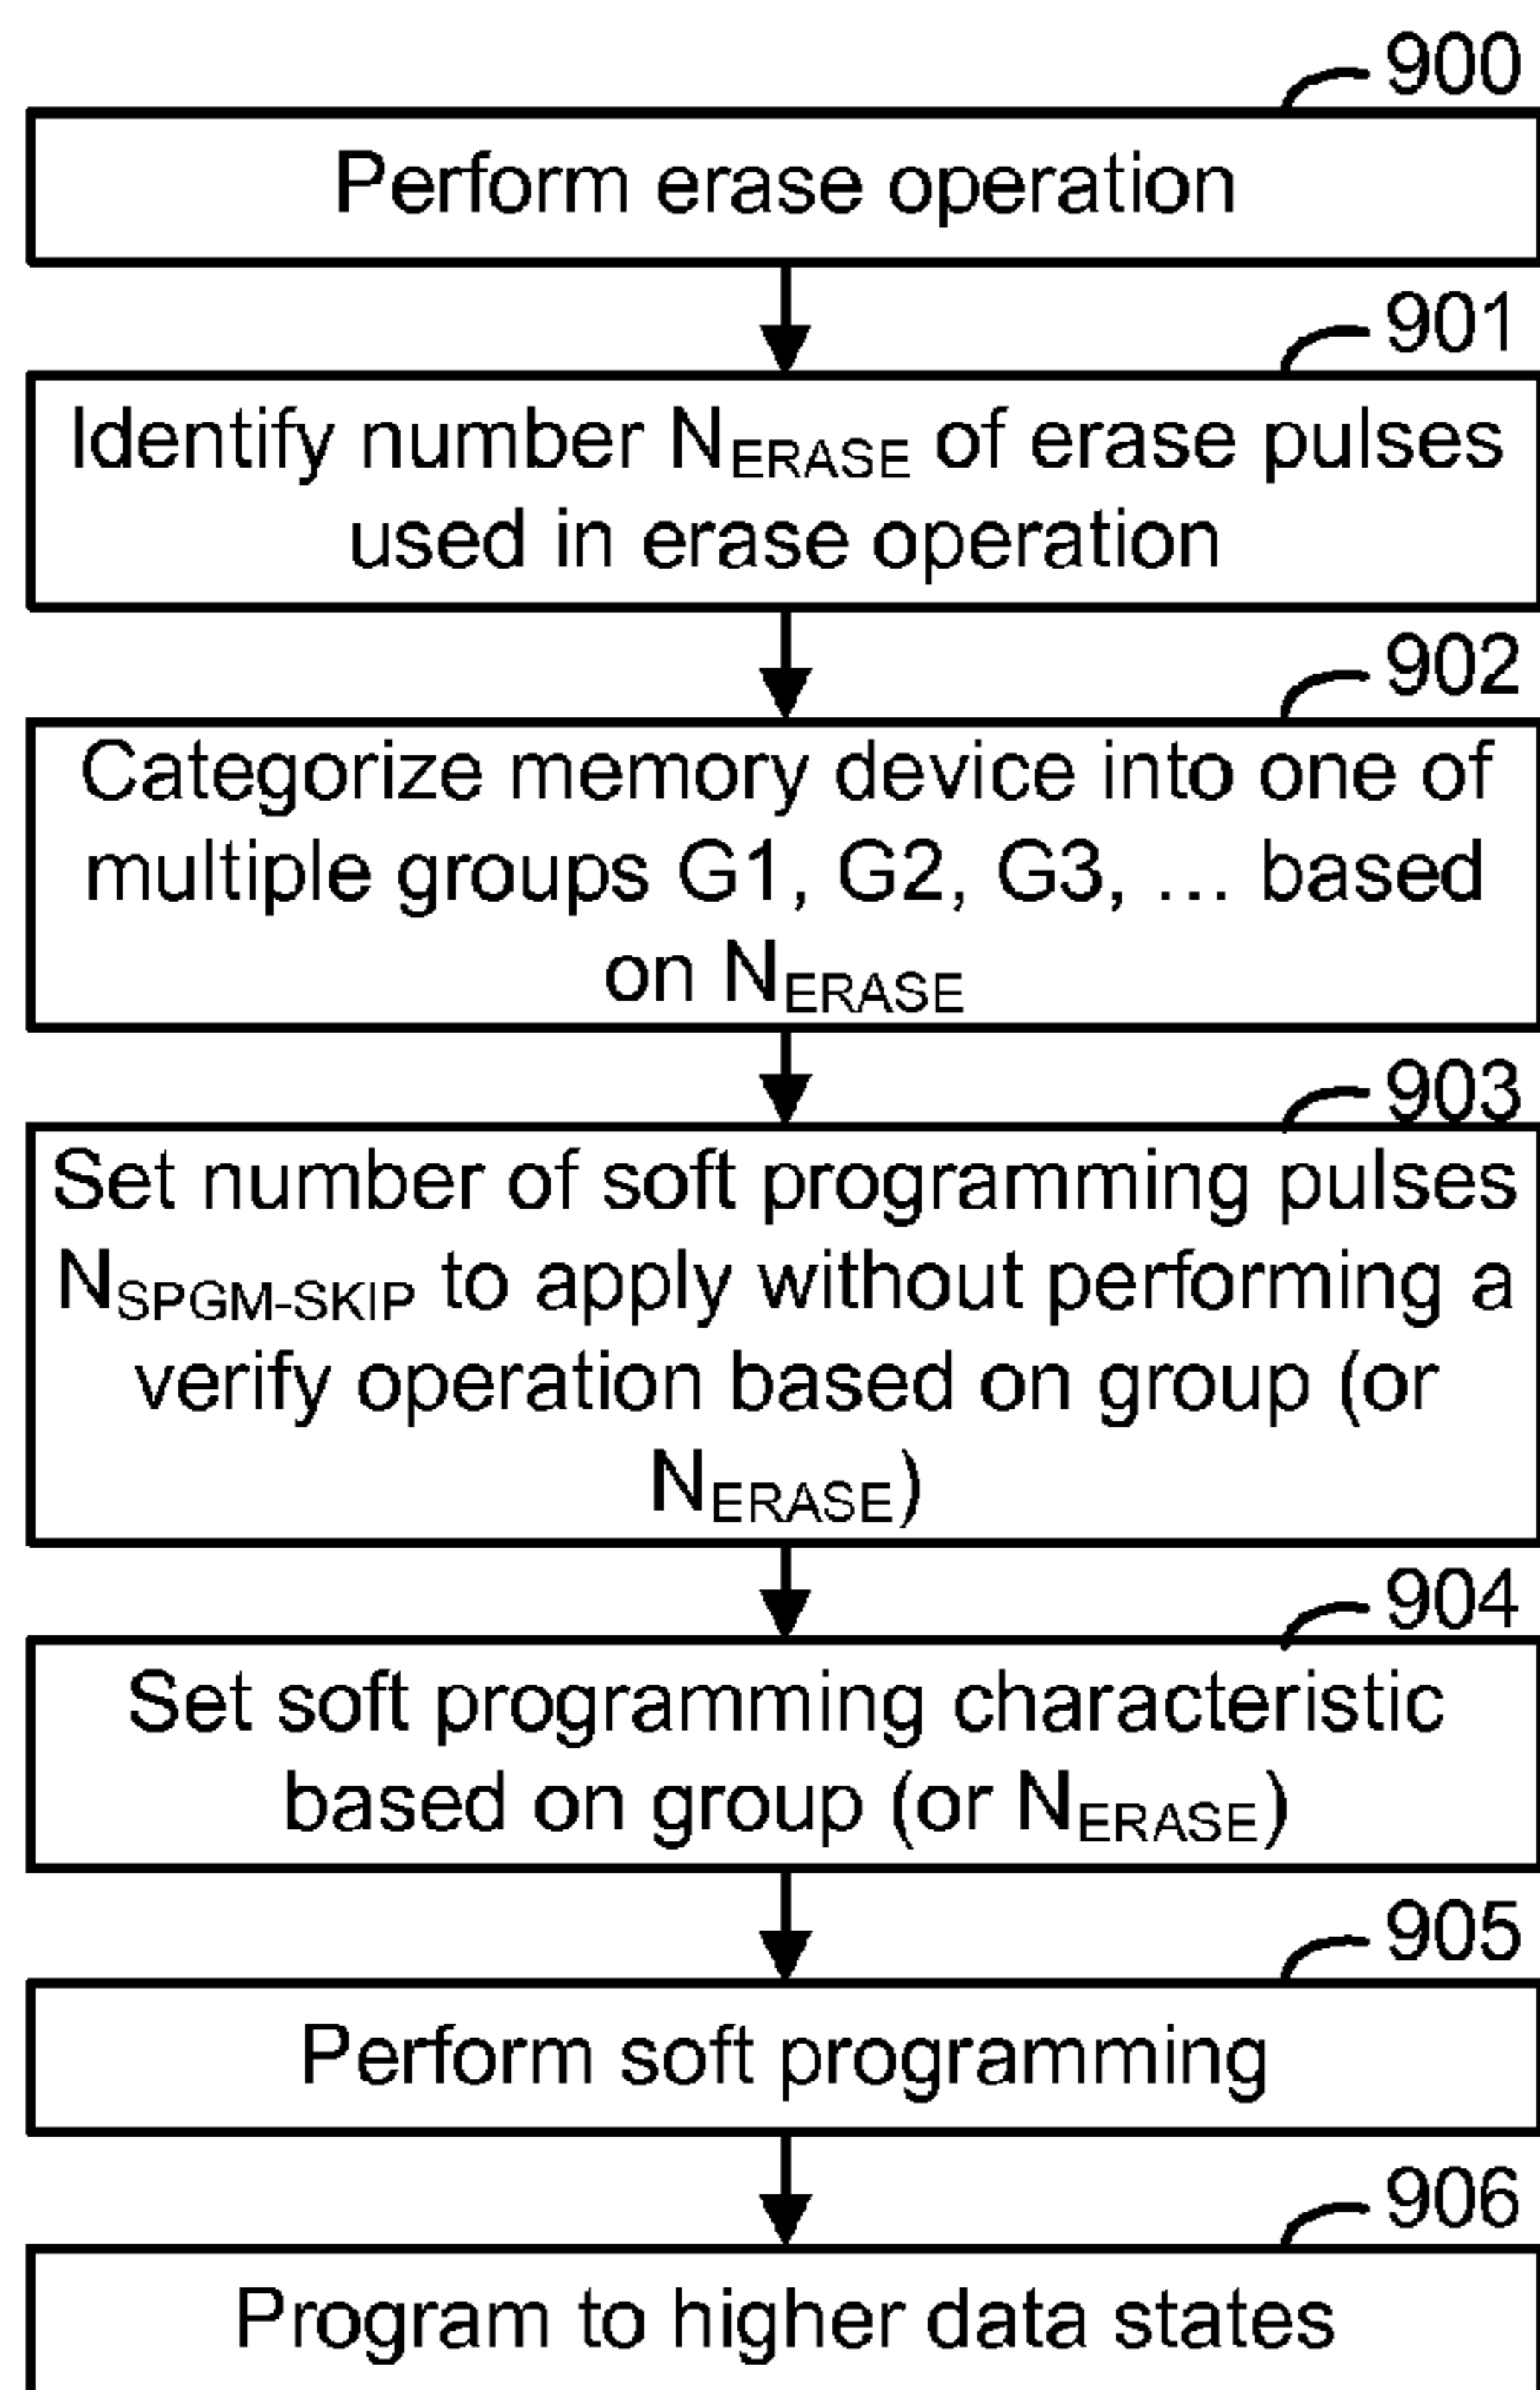 900
Perform erase operation
901
Identify number NERASE of erase pulses
used in erase operation
902
Categorize memory device into one of
multiple groups G1, G2, G3, ... based
on NERASE
903
Set number of soft programming pulses
NSPGM-SKIP to apply without performing a
verify operation based on group (or
NERASE)
904
Set soft programming characteristic
based on group (or NERASE)
905
Perform soft programming
906
Program to higher data states